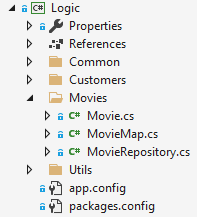 C# Logic
Properties
References
Common
Customers
Movies
C# Movie.cs
C# MovieMap.cs
C# MovieRepository.cs
Utils
app.config
packages.config